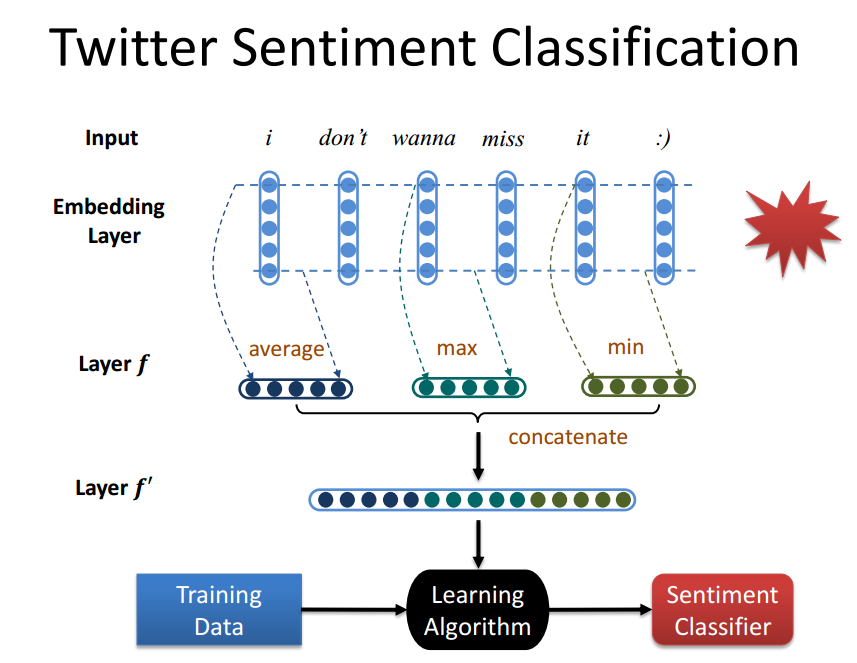 Twitter Sentiment Classification
Input i don't wanna miss it :)
Embedding
Layer
Layer f average max min
concatenate
Layer f′
Training
Data
Learning
Algorithm
Sentiment
Classifier